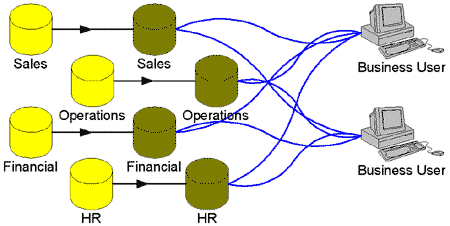 Sales
Sales
Business User
Operations
Operations
Financial
Financial
Business User
HR
HR